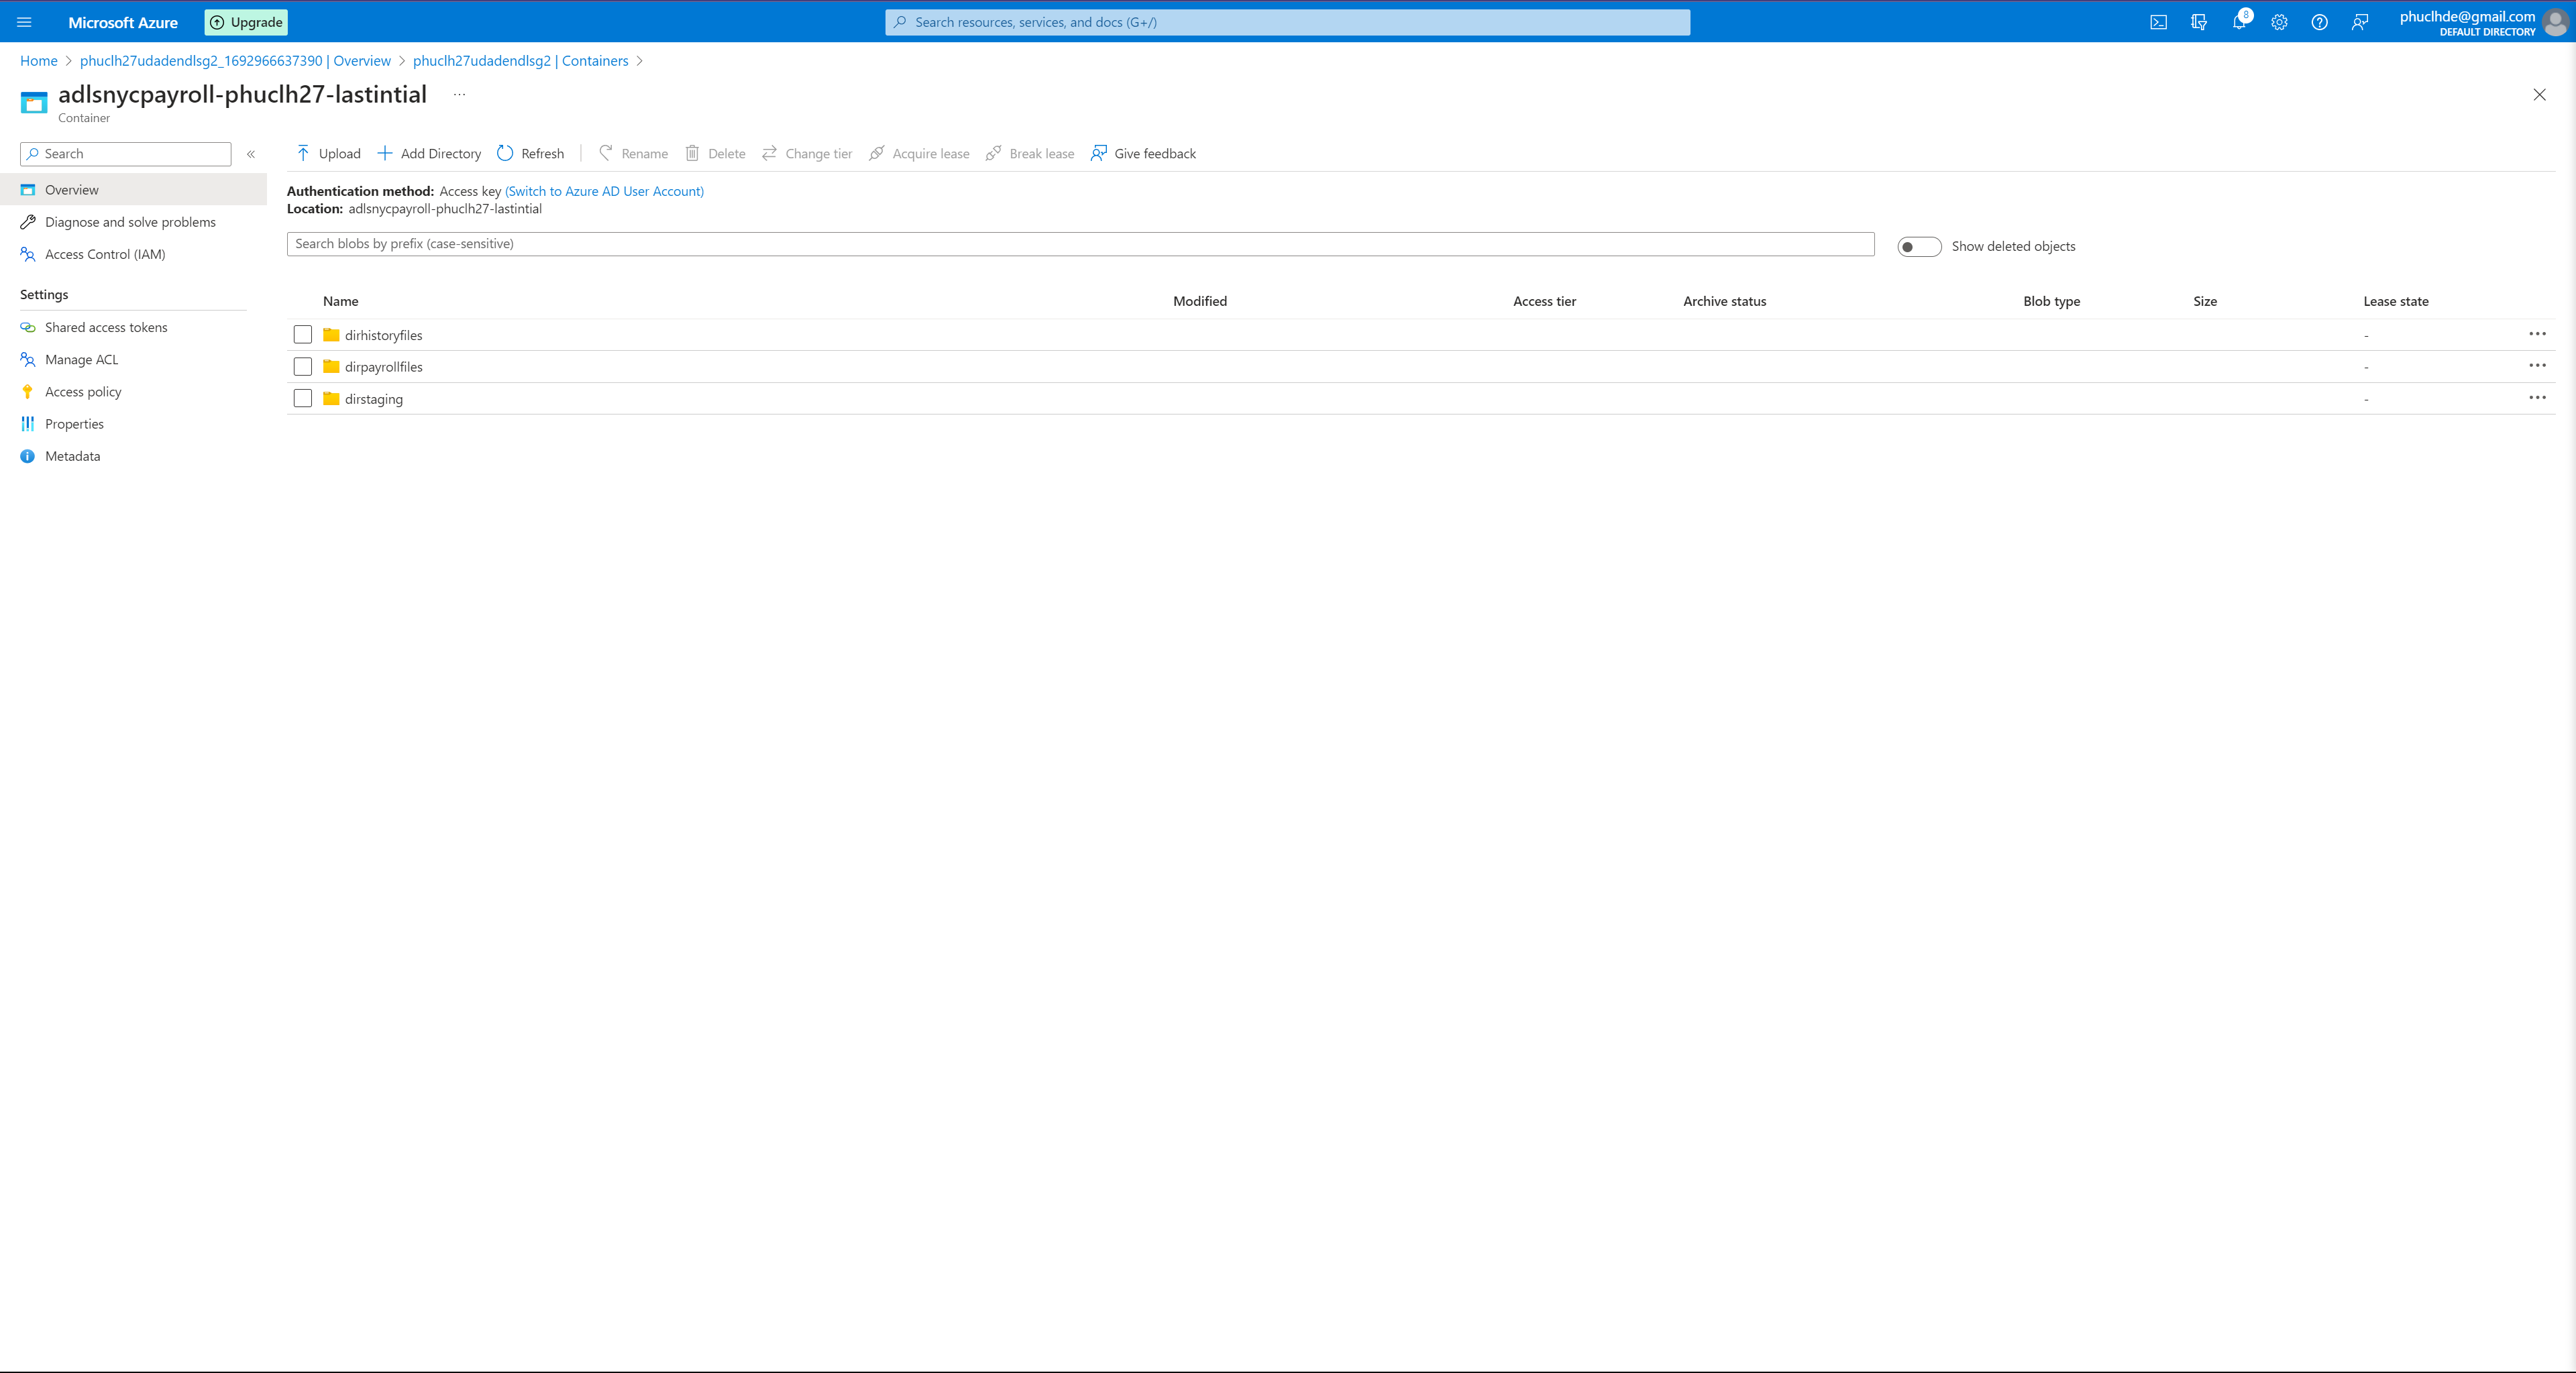 Microsoft Azure
Upgrade
Search resources, services, and docs (G+/)
8
phuclhde@gmail.com
DEFAULT DIRECTORY
Home > phuclh27udadendlsg2_1692966637390 | Overview > phuclh27udadendlsg2 | Containers >
adlsnycpayroll-phuclh27-lastintial ...
Container
Search
«
Upload
Add Directory
Refresh
Rename
Delete
Change tier
Acquire lease
Break lease
Give feedback
Overview
Diagnose and solve problems
Access Control (IAM)
Settings
Shared access tokens
Manage ACL
Access policy
Properties
Metadata
Authentication method: Access key (Switch to Azure AD User Account)
Location: adlsnycpayroll-phuclh27-lastintial
Search blobs by prefix (case-sensitive)
Show deleted objects
Name Modified Access tier Archive status Blob type Size Lease state
dirhistoryfiles - ...
dirpayrollfiles - ...
dirstaging - ...